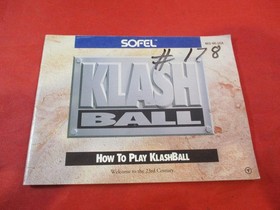 SOFEL
# 178
KLASH
BALL
HOW TO PLAY KLASHBALL
Welcome to the 23rd Century.